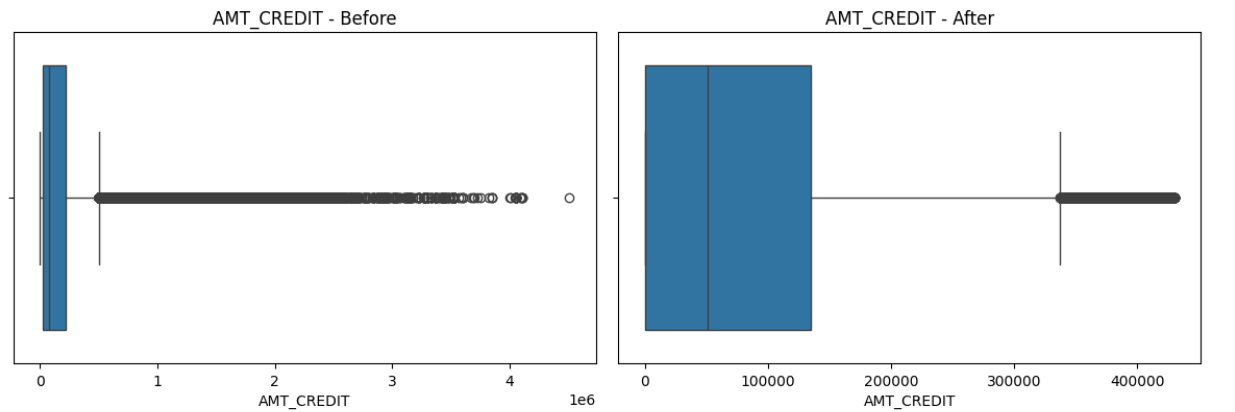 AMT_CREDIT - Before
0 1 2 3 4
1e6
AMT_CREDIT
AMT_CREDIT - After
0 100000 200000 300000 400000
AMT_CREDIT